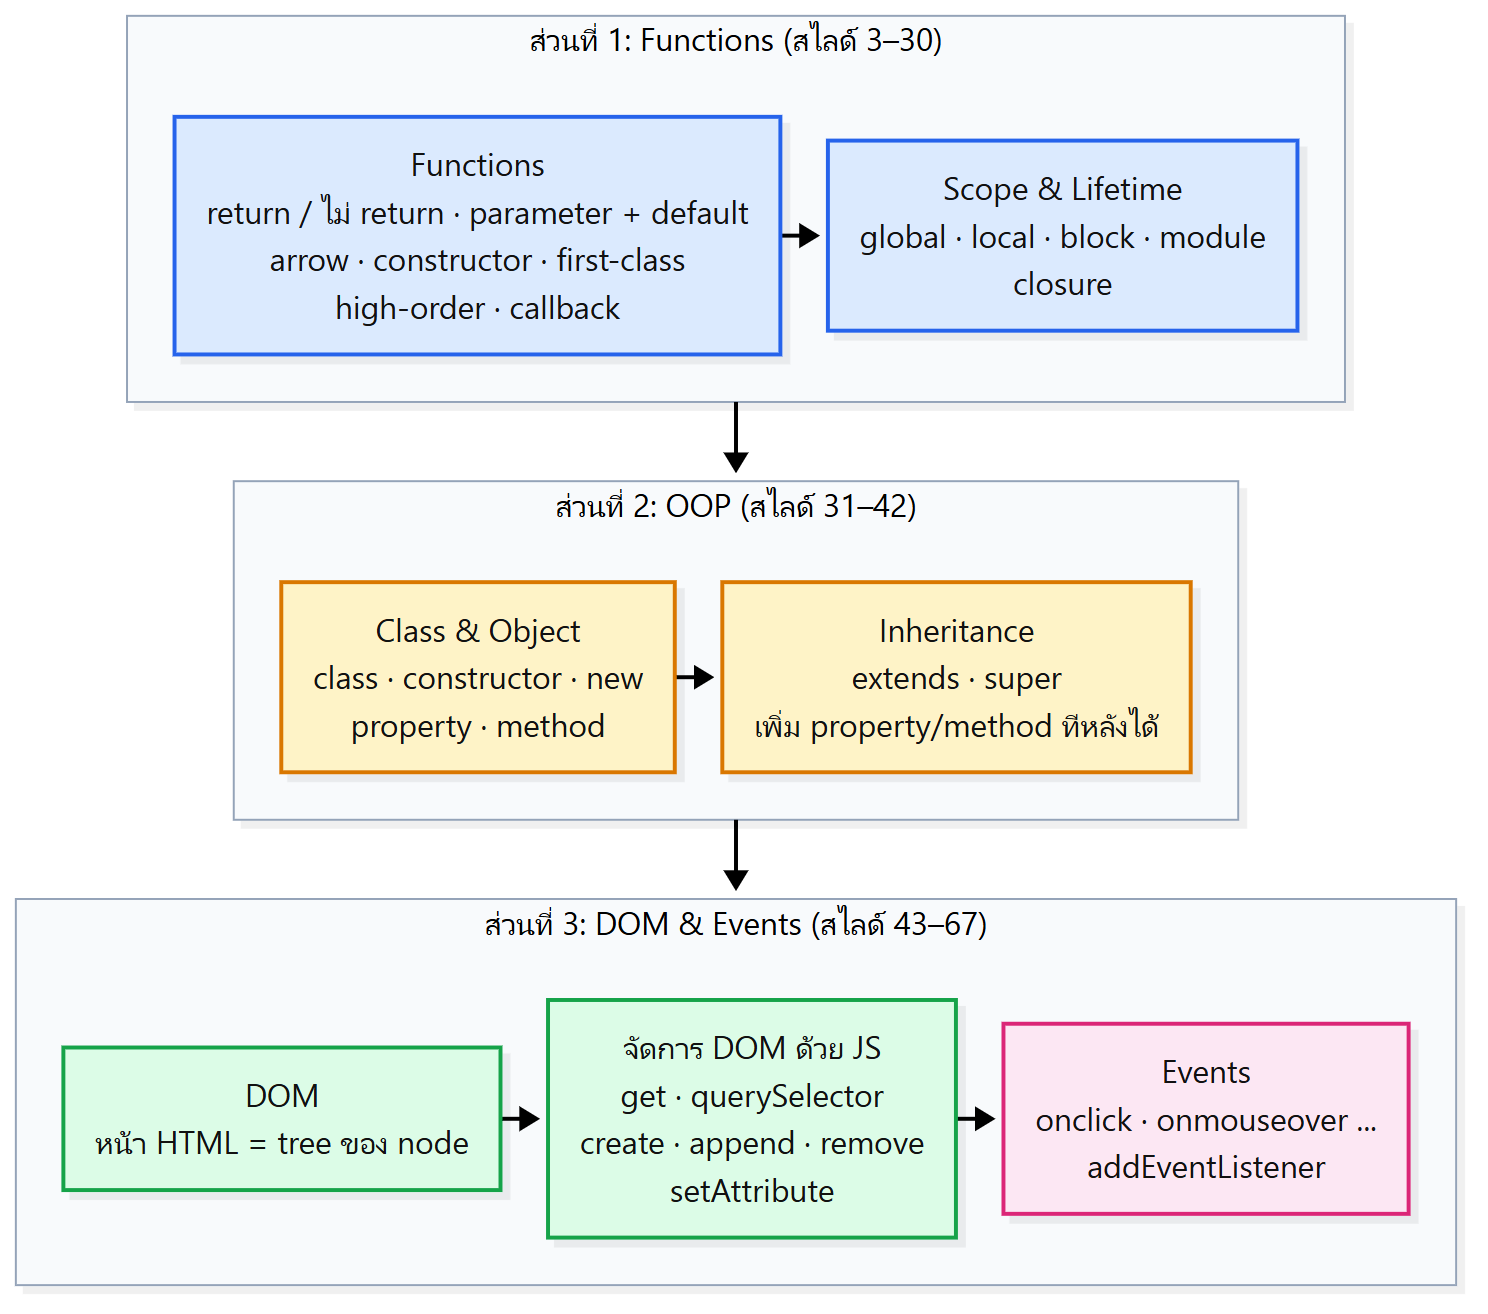 ส่วนที่ 1: Functions (สไลด์ 3–30)
Functions
return / ไม่ return · parameter + default
arrow · constructor · first-class
high-order · callback
Scope & Lifetime
global · local · block · module
closure
ส่วนที่ 2: OOP (สไลด์ 31–42)
Class & Object
class · constructor · new
property · method
Inheritance
extends · super
เพิ่ม property/method ทีหลังได้
ส่วนที่ 3: DOM & Events (สไลด์ 43–67)
DOM
หน้า HTML = tree ของ node
จัดการ DOM ด้วย JS
get · querySelector
create · append · remove
setAttribute
Events
onclick · onmouseover ...
addEventListener